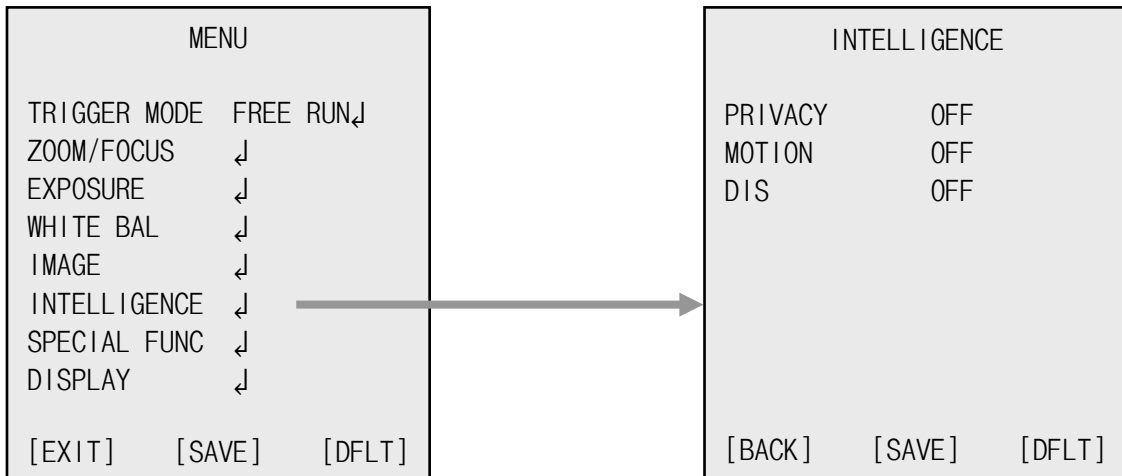 MENU
TRIGGER MODE FREE RUN↲
ZOOM/FOCUS ↲
EXPOSURE ↲
WHITE BAL ↲
IMAGE ↲
INTELLIGENCE ↲
SPECIAL FUNC ↲
DISPLAY ↲
[EXIT] [SAVE] [DFLT]
INTELLIGENCE
PRIVACY OFF
MOTION OFF
DIS OFF
[BACK] [SAVE] [DFLT]